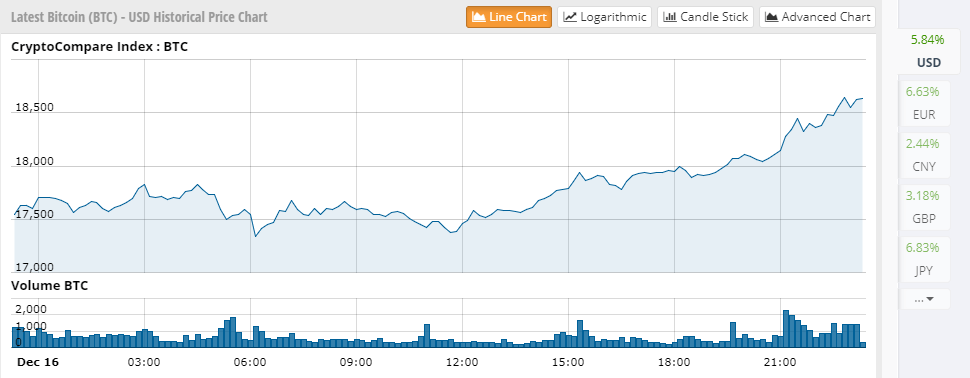 Latest Bitcoin (BTC) - USD Historical Price Chart
Line Chart
Logarithmic
Candle Stick
Advanced Chart
CryptoCompare Index : BTC
18,500
18,000
17,500
17,000
Volume BTC
2,000
1,000
0
Dec 16 03:00 06:00 09:00 12:00 15:00 18:00 21:00
5.84%
USD
6.63%
EUR
2.44%
CNY
3.18%
GBP
6.83%
JPY
...